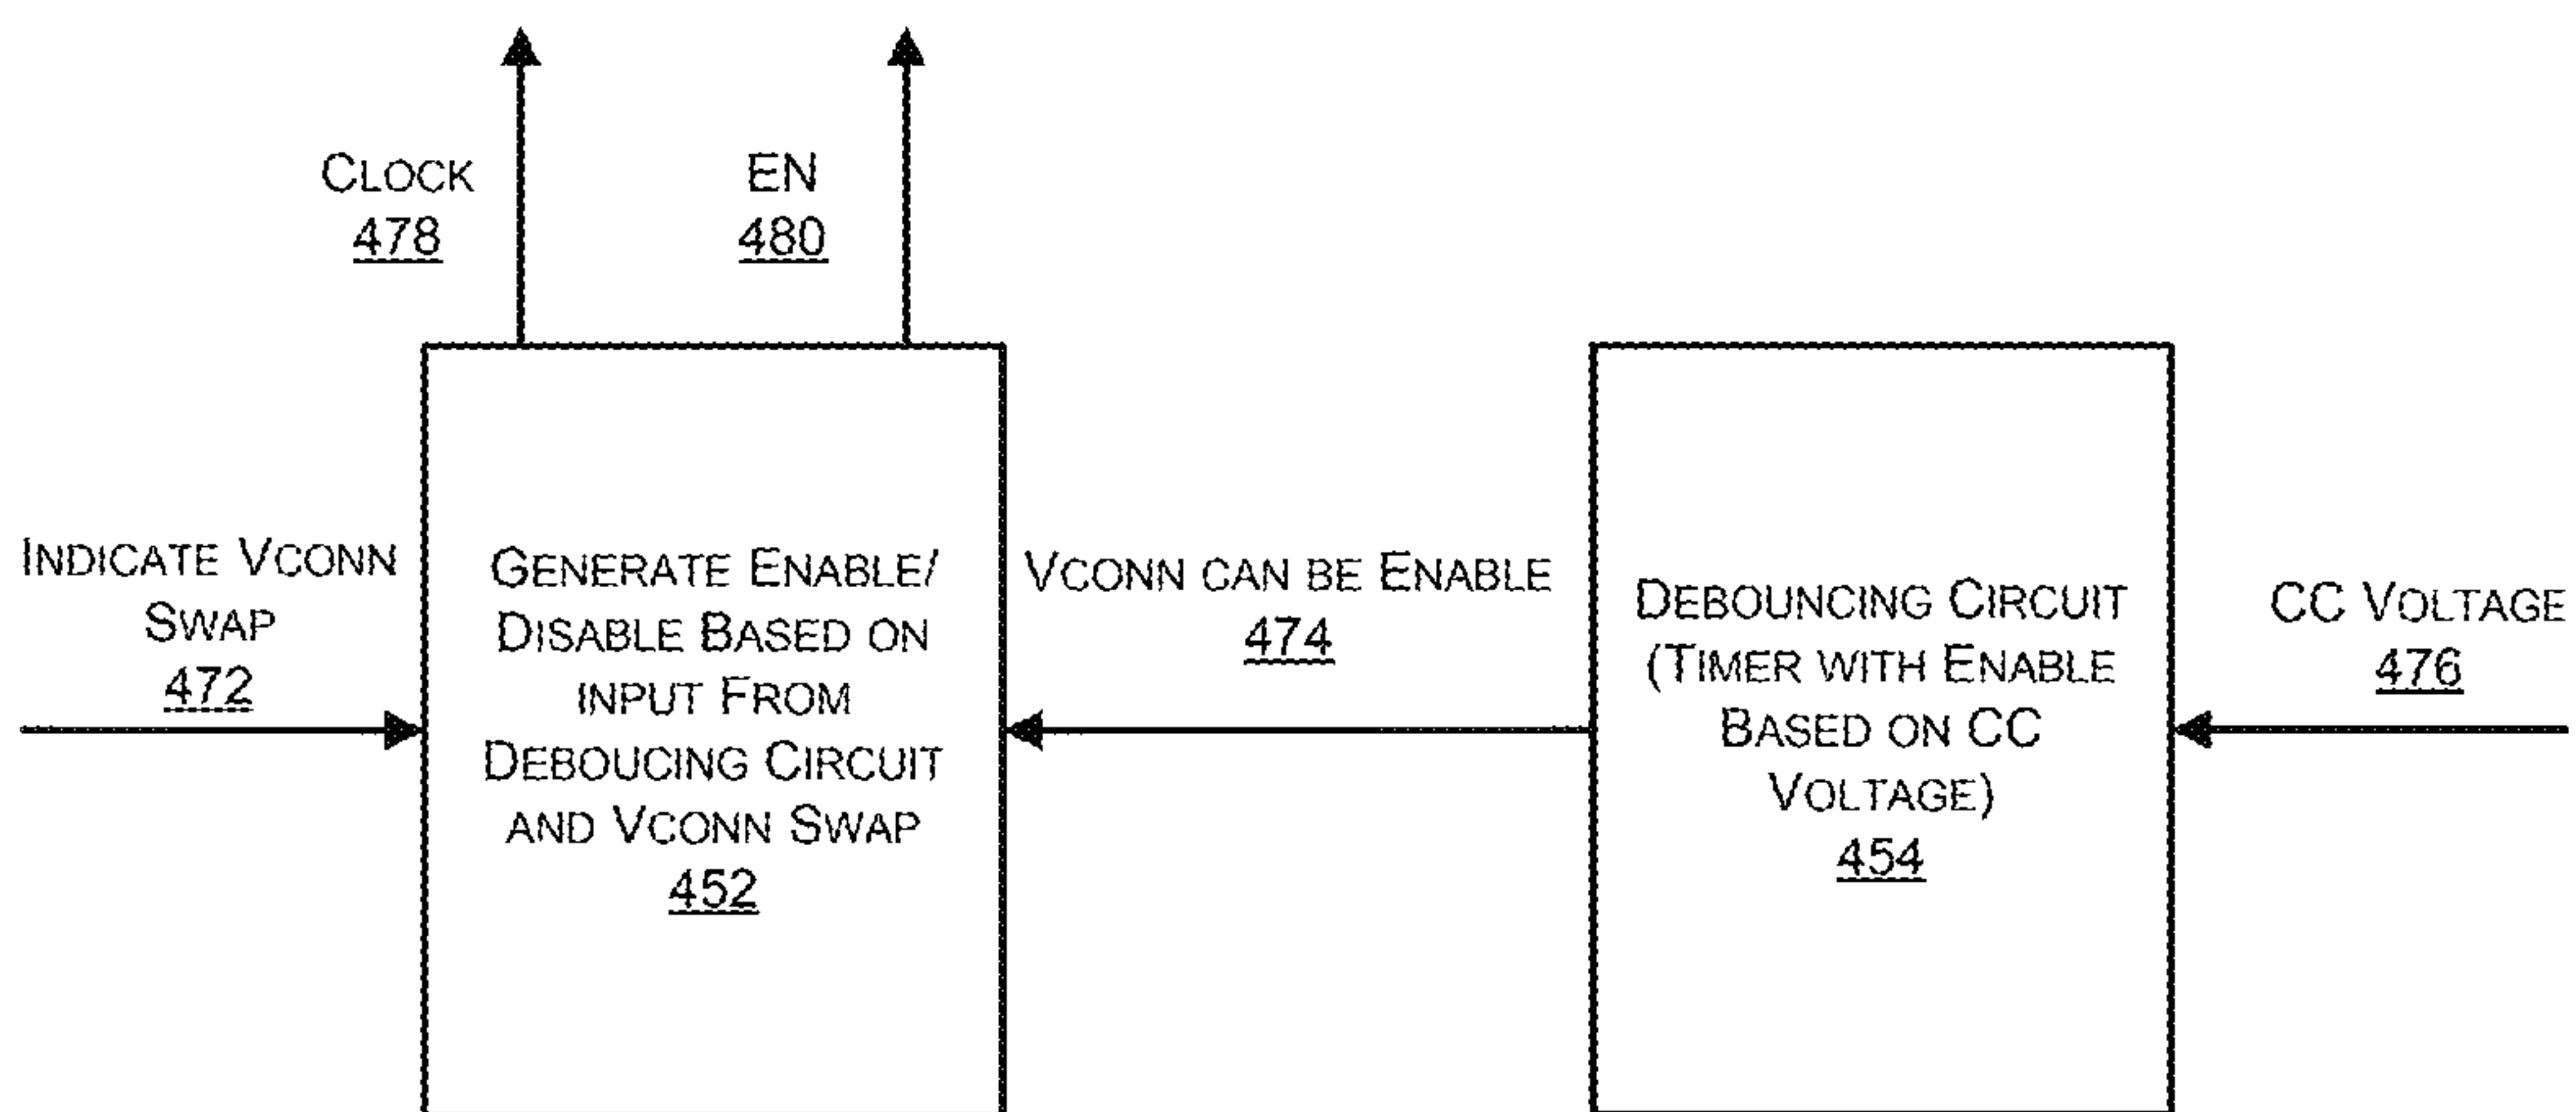 CLOCK
478
EN
480
INDICATE VCONN
SWAP
472
GENERATE ENABLE/
DISABLE BASED ON
INPUT FROM
DEBOUCING CIRCUIT
AND VCONN SWAP
452
VCONN CAN BE ENABLE
474
DEBOUNCING CIRCUIT
(TIMER WITH ENABLE
BASED ON CC
VOLTAGE)
454
CC VOLTAGE
476